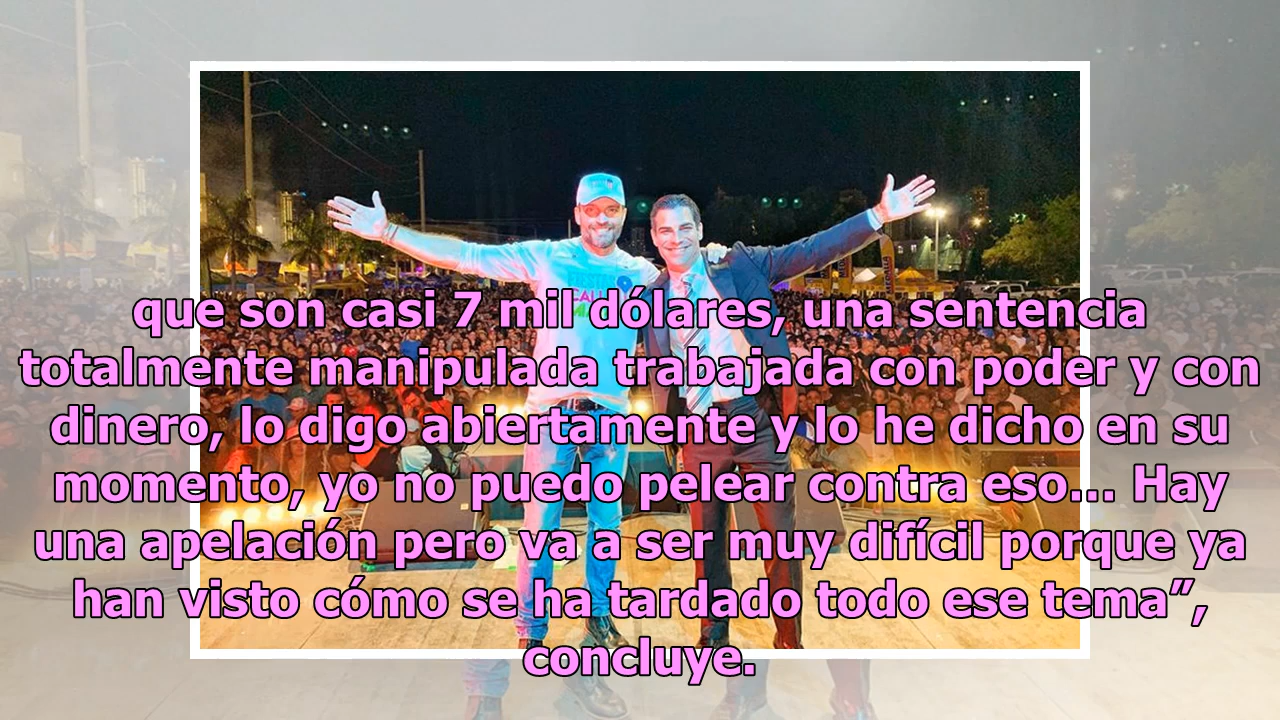 que son casi 7 mil dólares, una sentencia
totalmente manipulada trabajada con poder y con
dinero, lo digo abiertamente y lo he dicho en su
momento, yo no puedo pelear contra eso... Hay
una apelación pero va a ser muy difícil porque ya
han visto cómo se ha tardado todo ese tema”,
concluye.